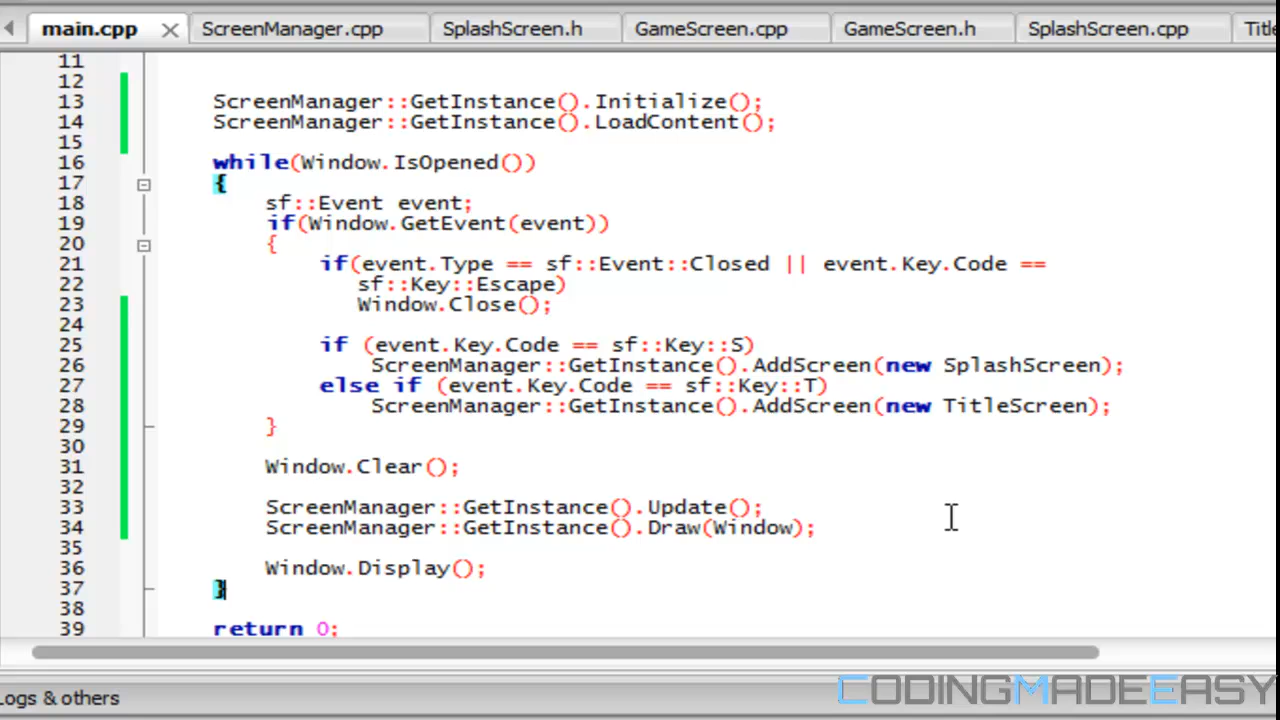 main.cpp ScreenManager.cpp SplashScreen.h GameScreen.cpp GameScreen.h SplashScreen.cpp Title
11
12
13 ScreenManager::GetInstance().Initialize();
14 ScreenManager::GetInstance().LoadContent();
15
16 while(Window.IsOpened())
17 {
18 sf::Event event;
19 if(Window.GetEvent(event))
20 {
21 if(event.Type == sf::Event::Closed || event.Key.Code ==
22 sf::Key::Escape)
23 Window.Close();
24
25 if (event.Key.Code == sf::Key::S)
26 ScreenManager::GetInstance().AddScreen(new SplashScreen);
27 else if (event.Key.Code == sf::Key::T)
28 ScreenManager::GetInstance().AddScreen(new TitleScreen);
29 }
30
31 Window.Clear();
32
33 ScreenManager::GetInstance().Update();
34 ScreenManager::GetInstance().Draw(Window);
35
36 Window.Display();
37 }
38
39 return 0;
Logs & others
CODINGMADEEASY